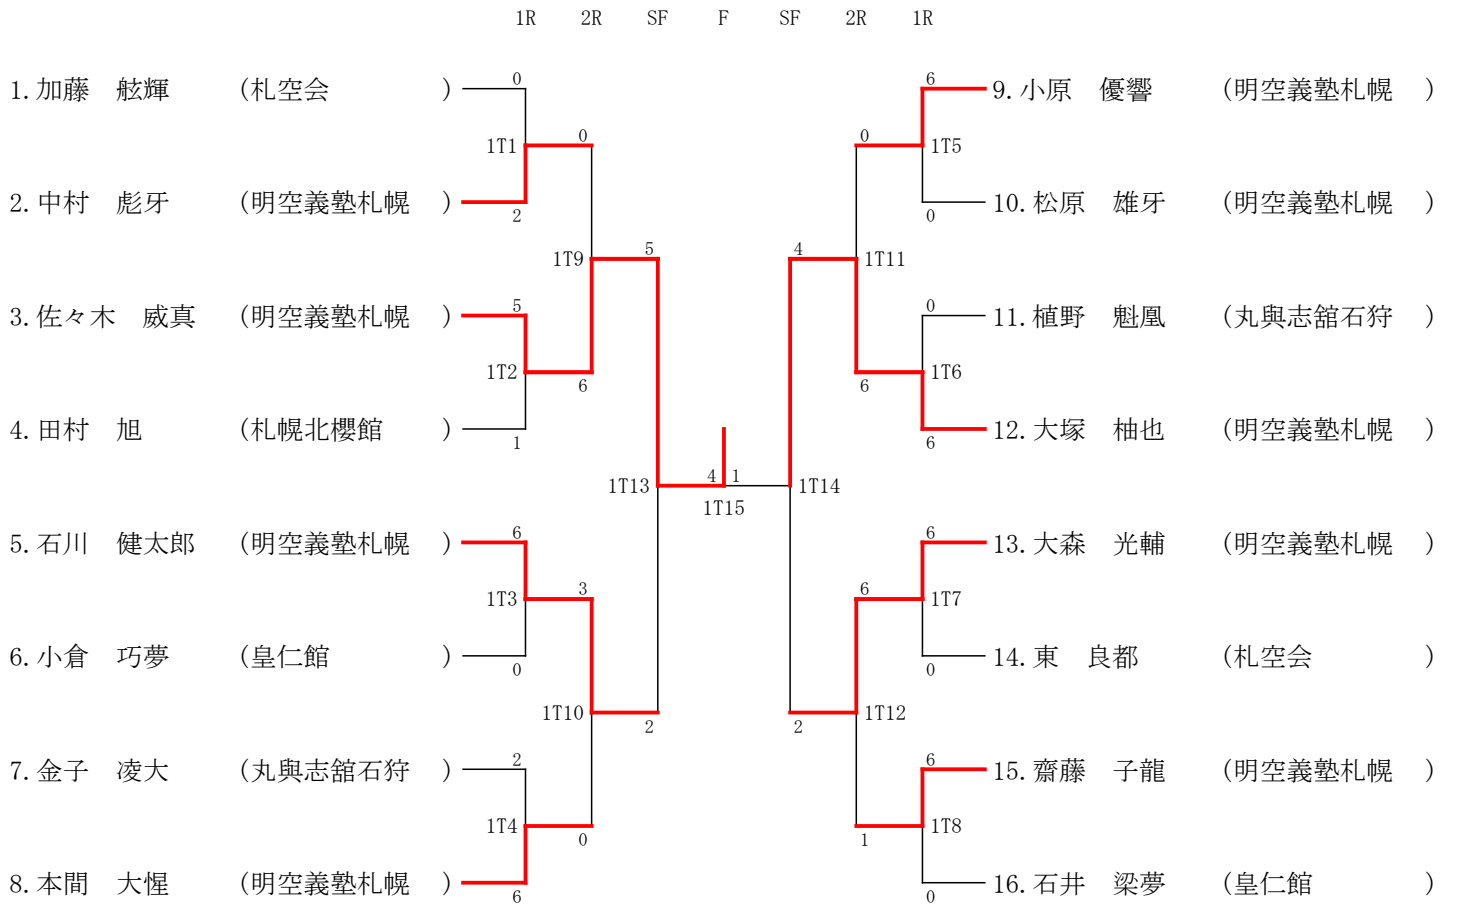 1R 2R SF F SF 2R 1R
0 6
1. 加藤 舷輝 (札空会 ) 9. 小原 優響 (明空義塾札幌 )
0 0
1T1 1T5
2. 中村 彪牙 (明空義塾札幌 ) 10. 松原 雄牙 (明空義塾札幌 )
2 0
5 4
1T9 1T11
5 0
3. 佐々木 威真 (明空義塾札幌 ) 11. 植野 魁凰 (丸與志舘石狩 )
1T2 1T6
6 6
4. 田村 旭 (札幌北櫻館 ) 12. 大塚 柚也 (明空義塾札幌 )
1 6
4 1
1T13 1T14
1T15
6 6
5. 石川 健太郎 (明空義塾札幌 ) 13. 大森 光輔 (明空義塾札幌 )
3 6
1T3 1T7
6. 小倉 巧夢 (皇仁館 ) 14. 東 良都 (札空会 )
0 0
1T10 1T12
2 2
2 6
7. 金子 凌大 (丸與志舘石狩 ) 15. 齋藤 子龍 (明空義塾札幌 )
1T4 1T8
0 1
8. 本間 大惺 (明空義塾札幌 ) 16. 石井 梁夢 (皇仁館 )
6 0